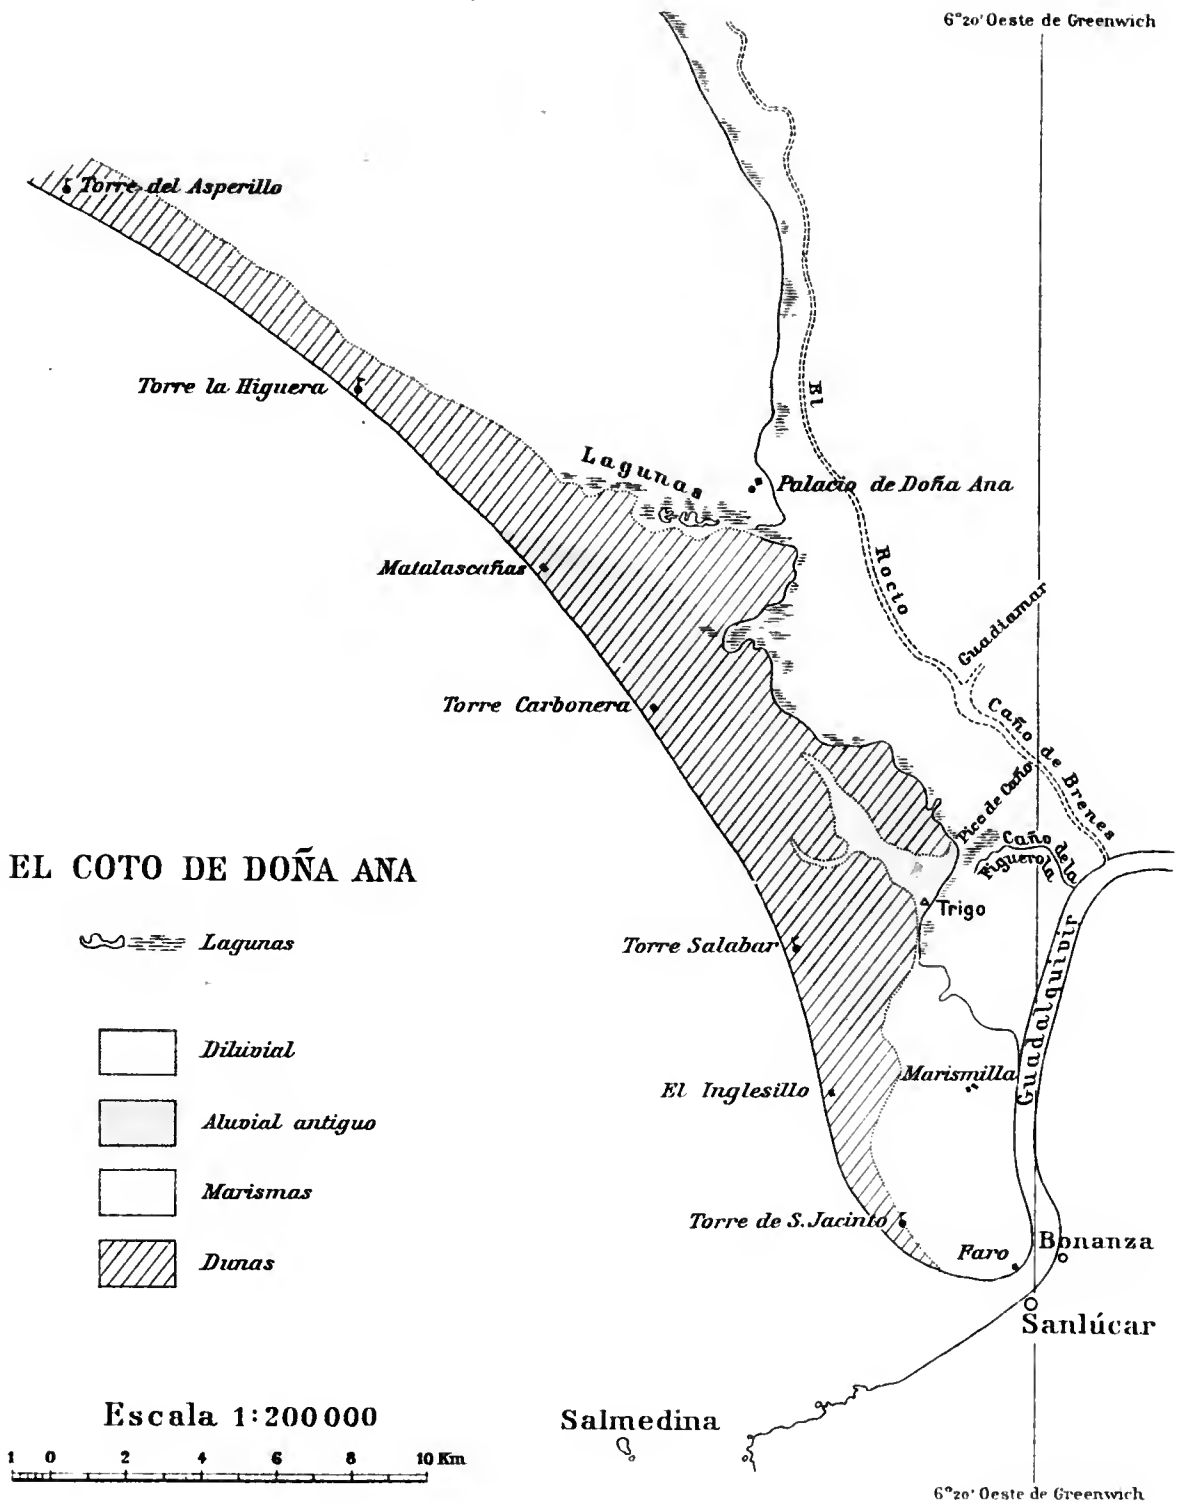 6°20' Oeste de Greenwich
Torre del Asperillo
Torre la Higuera
El
Lagunas
Palacio de Doña Ana
Matalascañas
Rocio
Guadiamar
Torre Carbonera
Caño de Brenes
Pico de Caño
Caño de la
Figuerola
EL COTO DE DOÑA ANA
Trigo
Lagunas
Torre Salabar
Guadalquivir
Diluvial
Marismilla
El Inglesillo
Aluvial antiguo
Marismas
Torre de S. Jacinto
Faro
Bonanza
Dunas
Sanlúcar
Escala 1:200000
Salmedina
1 0 2 4 6 8 10 Km
6°20' Oeste de Greenwich